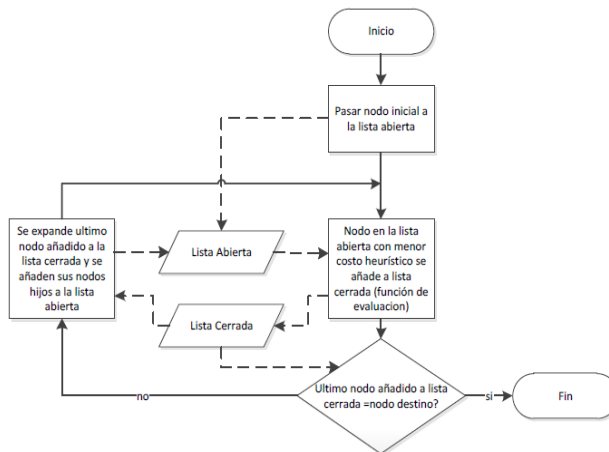 Inicio
Pasar nodo inicial a
la lista abierta
Se expande ultimo
nodo añadido a la
lista cerrada y se
añaden sus nodos
hijos a la lista
abierta
Lista Abierta
Nodo en la lista
abierta con menor
costo heurístico se
añade a lista
cerrada (función de
evaluacion)
Lista Cerrada
Ultimo nodo añadido a lista
cerrada =nodo destino?
no
si
Fin